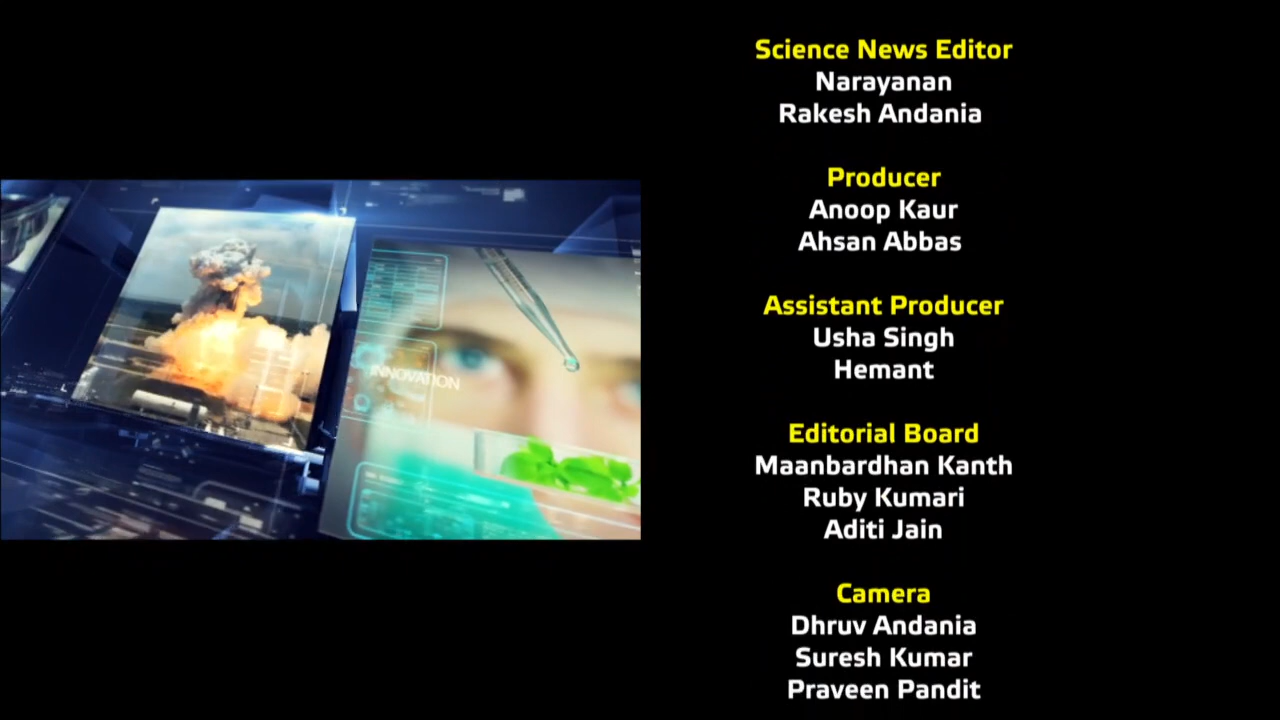 INNOVATION
Science News Editor
Narayanan
Rakesh Andania
Producer
Anoop Kaur
Ahsan Abbas
Assistant Producer
Usha Singh
Hemant
Editorial Board
Maanbardhan Kanth
Ruby Kumari
Aditi Jain
Camera
Dhruv Andania
Suresh Kumar
Praveen Pandit